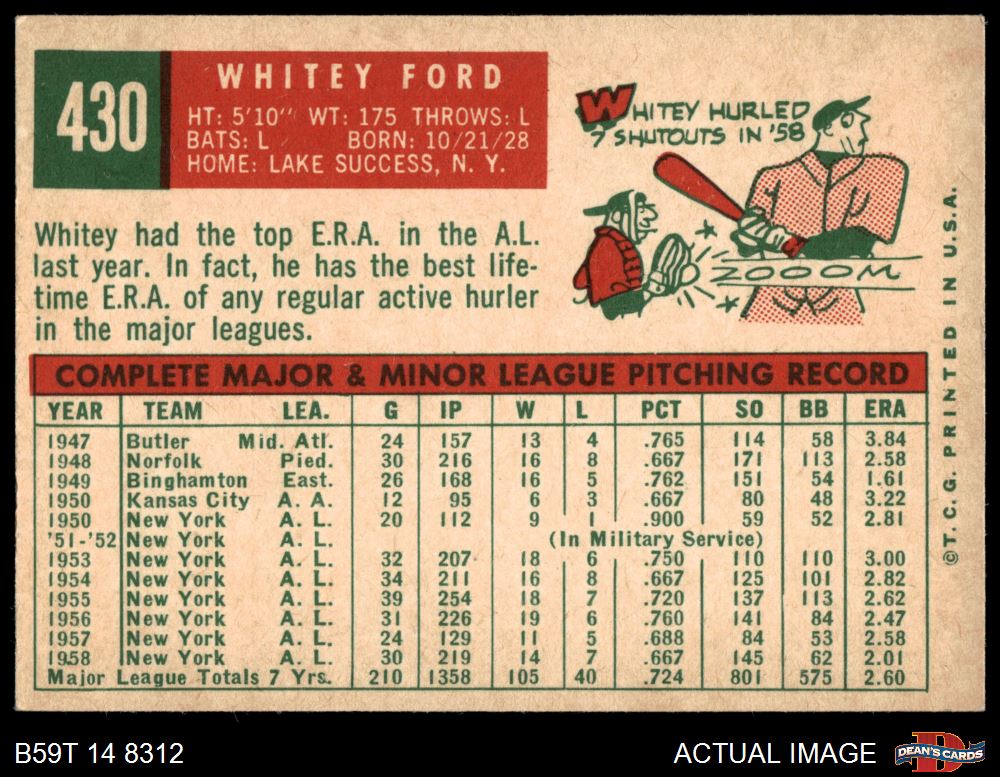 430
WHITEY FORD
HT: 5'10" WT: 175 THROWS: L
BATS: L BORN: 10/21/28
HOME: LAKE SUCCESS, N. Y.
WHITEY HURLED
7 SHUTOUTS IN '58
ZOOOOM
Whitey had the top E.R.A. in the A.L.
last year. In fact, he has the best life-
time E.R.A. of any regular active hurler
in the major leagues.
COMPLETE MAJOR & MINOR LEAGUE PITCHING RECORD
YEAR TEAM LEA. G IP W L PCT SO BB ERA
1947 Butler Mid. Atl. 24 157 13 4 .765 114 58 3.84
1948 Norfolk Pied. 30 216 16 8 .667 171 113 2.58
1949 Binghamton East. 26 168 16 5 .762 151 54 1.61
1950 Kansas City A. A. 12 95 6 3 .667 80 48 3.22
1950 New York A. L. 20 112 9 1 .900 59 52 2.81
'51-'52 New York A. L. (In Military Service)
1953 New York A. L. 32 207 18 6 .750 110 110 3.00
1954 New York A. L. 34 211 16 8 .667 125 101 2.82
1955 New York A. L. 39 254 18 7 .720 137 113 2.62
1956 New York A. L. 31 226 19 6 .760 141 84 2.47
1957 New York A. L. 24 129 11 5 .688 84 53 2.58
1958 New York A. L. 30 219 14 7 .667 145 62 2.01
Major League Totals 7 Yrs. 210 1358 105 40 .724 801 575 2.60
©T.C.G. PRINTED IN U.S.A.
B59T 14 8312
ACTUAL IMAGE
D
DEAN'S CARDS